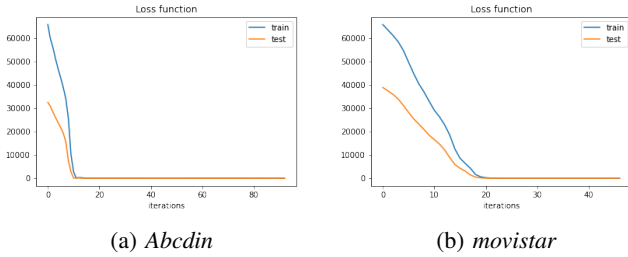 Loss function
train
test
60000
50000
40000
30000
20000
10000
0
0 20 40 60 80
iterations
(a) Abcdin
Loss function
train
test
60000
50000
40000
30000
20000
10000
0
0 10 20 30 40
iterations
(b) movistar